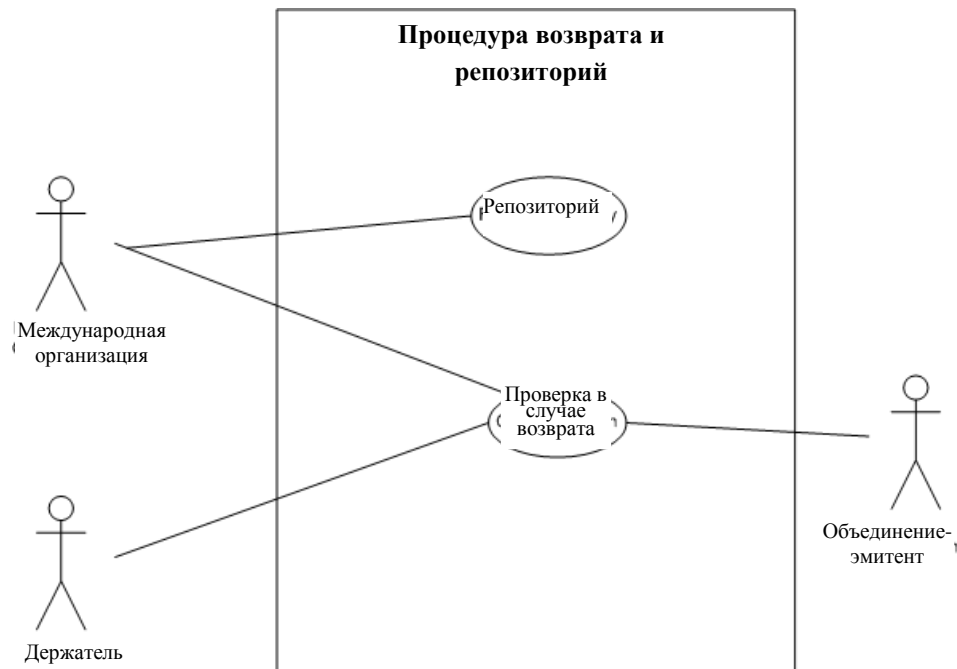 Процедура возврата и
репозиторий
Репозиторий
Международная
организация
Проверка в
случае
возврата
Объединение-
эмитент
Держатель